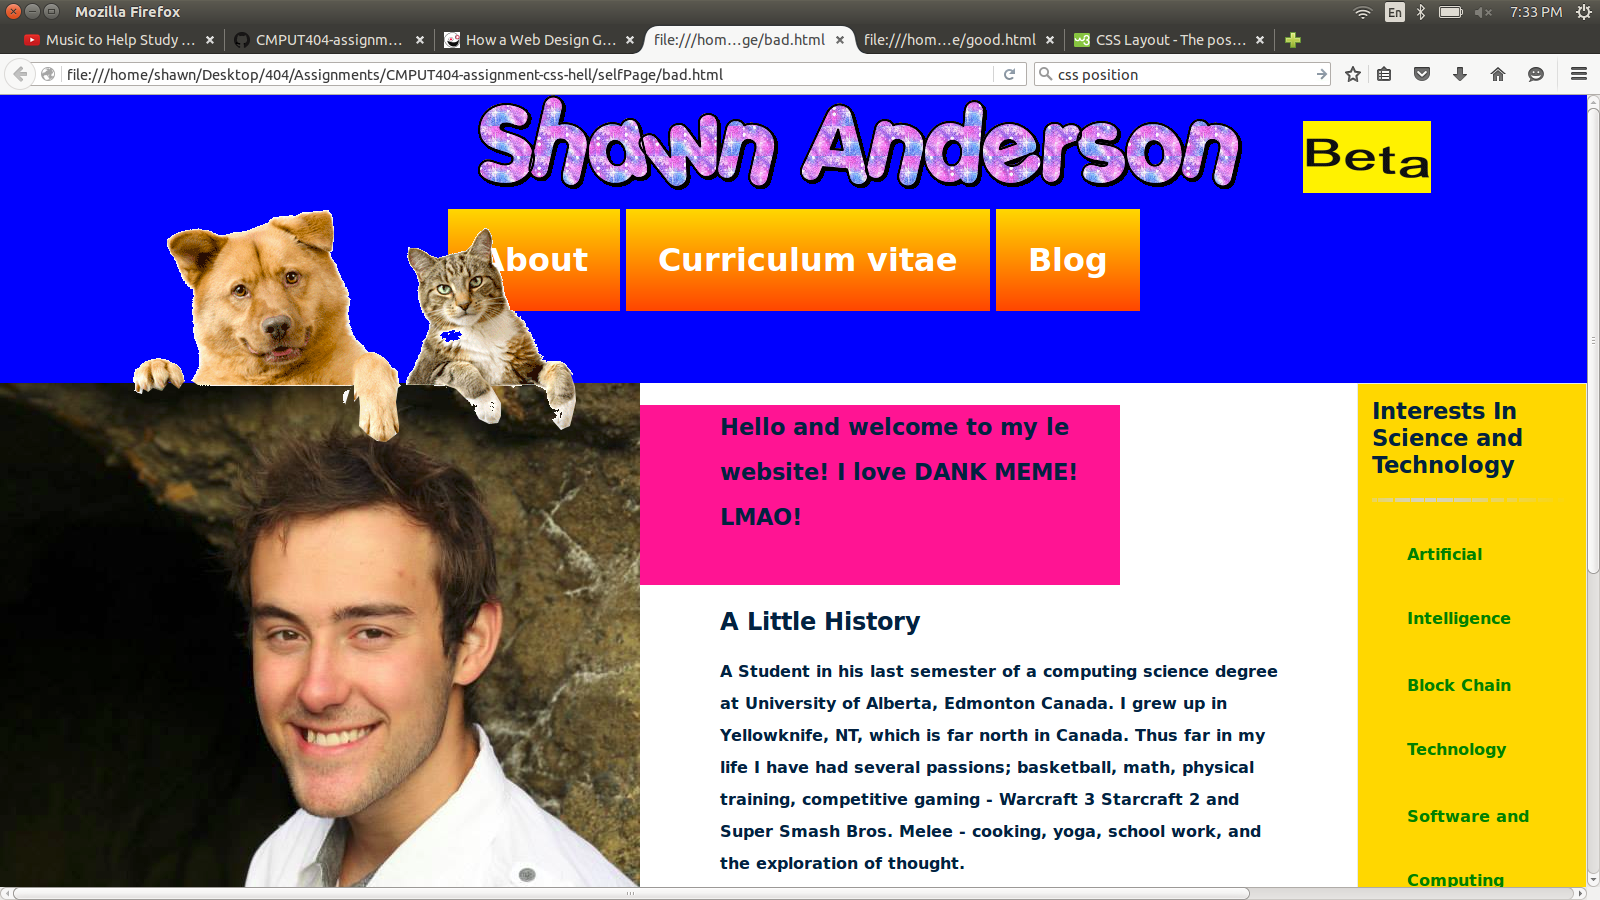 Mozilla Firefox
En
7:33 PM
Music to Help Study ...
CMPUT404-assignm...
How a Web Design G...
file:///hom...ge/bad.html
file:///hom...e/good.html
CSS Layout - The pos...
file:///home/shawn/Desktop/404/Assignments/CMPUT404-assignment-css-hell/selfPage/bad.html
css position
Shawn Anderson
Beta
About
Curriculum vitae
Blog
Hello and welcome to my le
website! I love DANK MEME!
LMAO!
A Little History
A Student in his last semester of a computing science degree
at University of Alberta, Edmonton Canada. I grew up in
Yellowknife, NT, which is far north in Canada. Thus far in my
life I have had several passions; basketball, math, physical
training, competitive gaming - Warcraft 3 Starcraft 2 and
Super Smash Bros. Melee - cooking, yoga, school work, and
the exploration of thought.
Interests In
Science and
Technology
Artificial
Intelligence
Block Chain
Technology
Software and
Computing